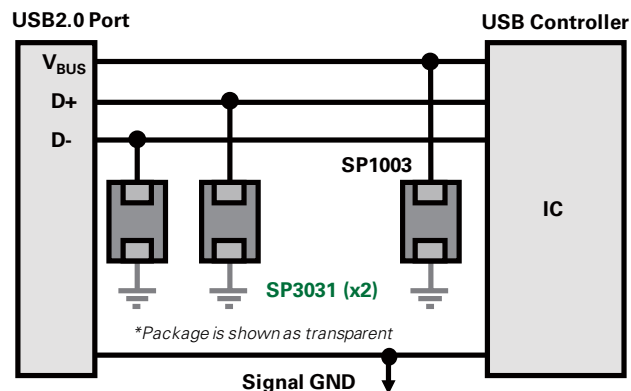 USB2.0 Port
USB Controller
VBUS
D+
D-
SP1003
IC
SP3031 (x2)
*Package is shown as transparent
Signal GND